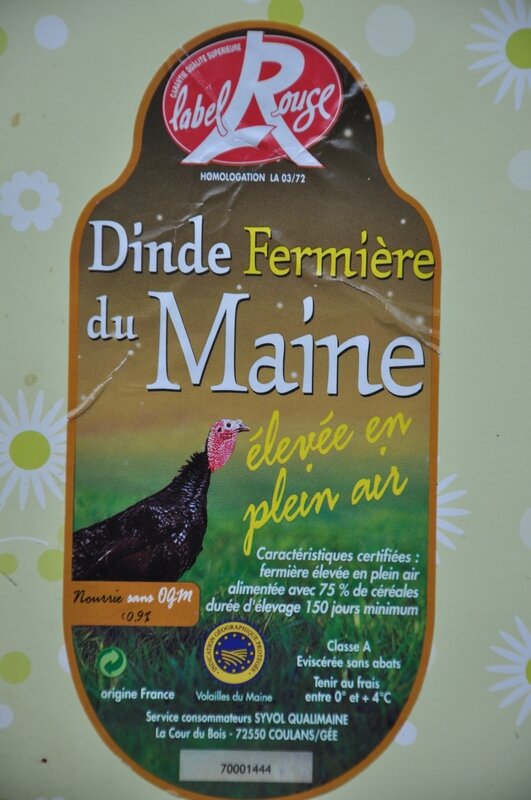 GARANTIE QUALITE SUPERIEURE
label Rouge
HOMOLOGATION LA 03/72
Dinde Fermière
du Maine
élevée en
plein air
Caractéristiques certifiées :
fermière élevée en plein air
alimentée avec 75 % de céréales
durée d'élevage 150 jours minimum
Nourrie sans OGM
<0.9%
INDICATION GÉOGRAPHIQUE PROTÉGÉE
Classe A
Eviscérée sans abats
Tenir au frais
entre 0° et + 4°C
origine France
Volailles du Maine
Service consommateurs SYVOL QUALIMAINE
La Cour du Bois - 72550 COULANS/GÉE
70001444